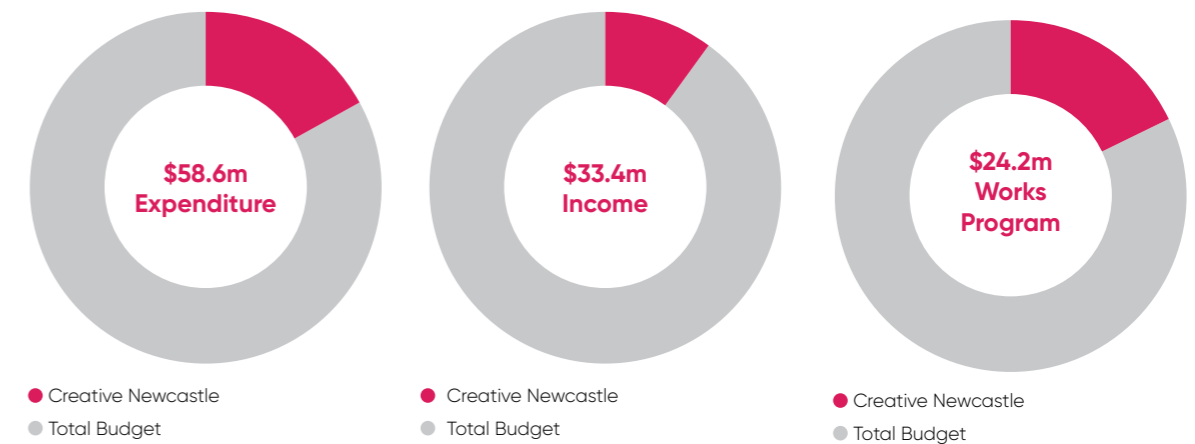 $58.6m
Expenditure
Creative Newcastle
Total Budget
$33.4m
Income
Creative Newcastle
Total Budget
$24.2m
Works
Program
Creative Newcastle
Total Budget